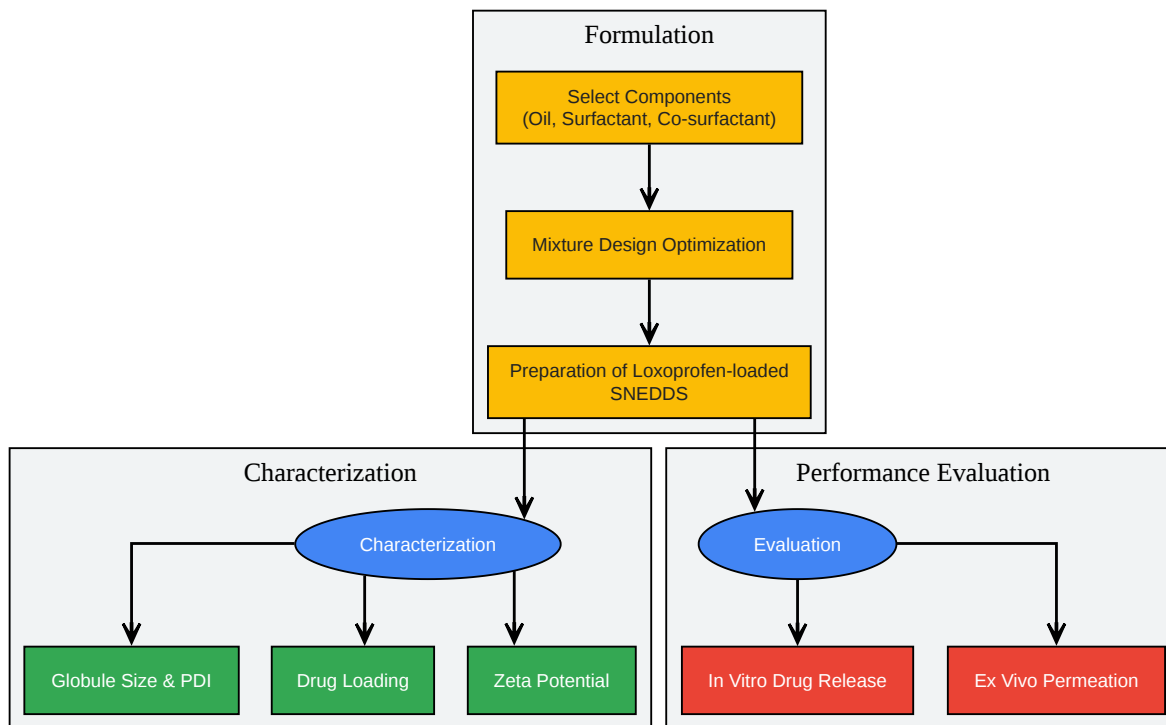 Formulation
Select Components
(Oil, Surfactant, Co-surfactant)
Mixture Design Optimization
Preparation of Loxoprofen-loaded
SNEDDS
Characterization
Performance Evaluation
Characterization
Evaluation
Globule Size & PDI
Drug Loading
Zeta Potential
In Vitro Drug Release
Ex Vivo Permeation